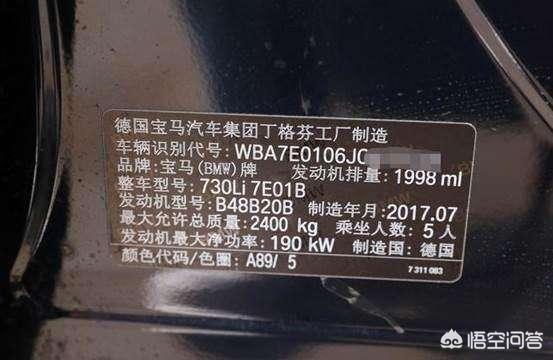 德国宝马汽车集团丁格芬工厂制造
车辆识别代号：WBA7E0106J0
品牌：宝马(BMW)牌 发动机排量：1998 ml
整车型号：730Li 7E01B
发动机型号：B48B20B 制造年月：2017.07
最大允许总质量：2400 kg 乘坐人数：5 人
发动机最大净功率：190 kW 制造国：德国
颜色代码/色圈：A89/ 5
7 311 083
悟空问答